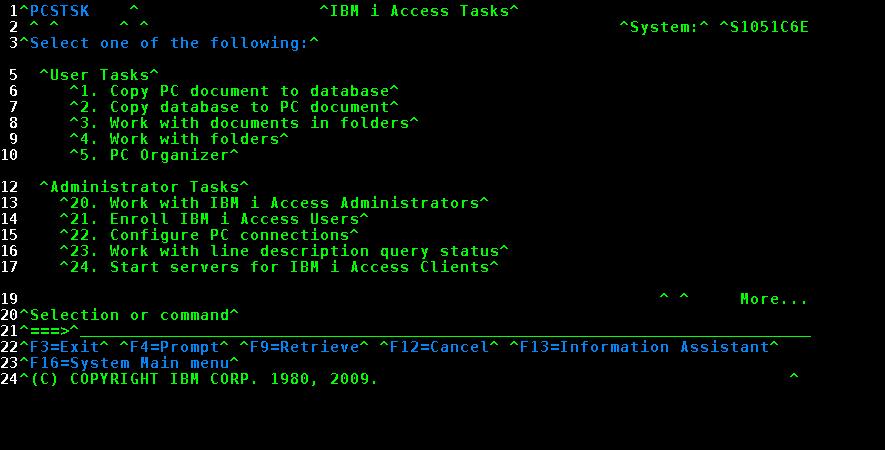 1^PCSTSK ^ ^IBM i Access Tasks^
2 ^ ^ ^ ^ ^System:^ ^S1051C6E
3^Select one of the following:^
5 ^User Tasks^
6 ^1. Copy PC document to database^
7 ^2. Copy database to PC document^
8 ^3. Work with documents in folders^
9 ^4. Work with folders^
10 ^5. PC Organizer^
12 ^Administrator Tasks^
13 ^20. Work with IBM i Access Administrators^
14 ^21. Enroll IBM i Access Users^
15 ^22. Configure PC connections^
16 ^23. Work with line description query status^
17 ^24. Start servers for IBM i Access Clients^
19 ^ ^ More...
20^Selection or command^
21^===>^
22^F3=Exit^ ^F4=Prompt^ ^F9=Retrieve^ ^F12=Cancel^ ^F13=Information Assistant^
23^F16=System Main menu^
24^(C) COPYRIGHT IBM CORP. 1980, 2009. ^